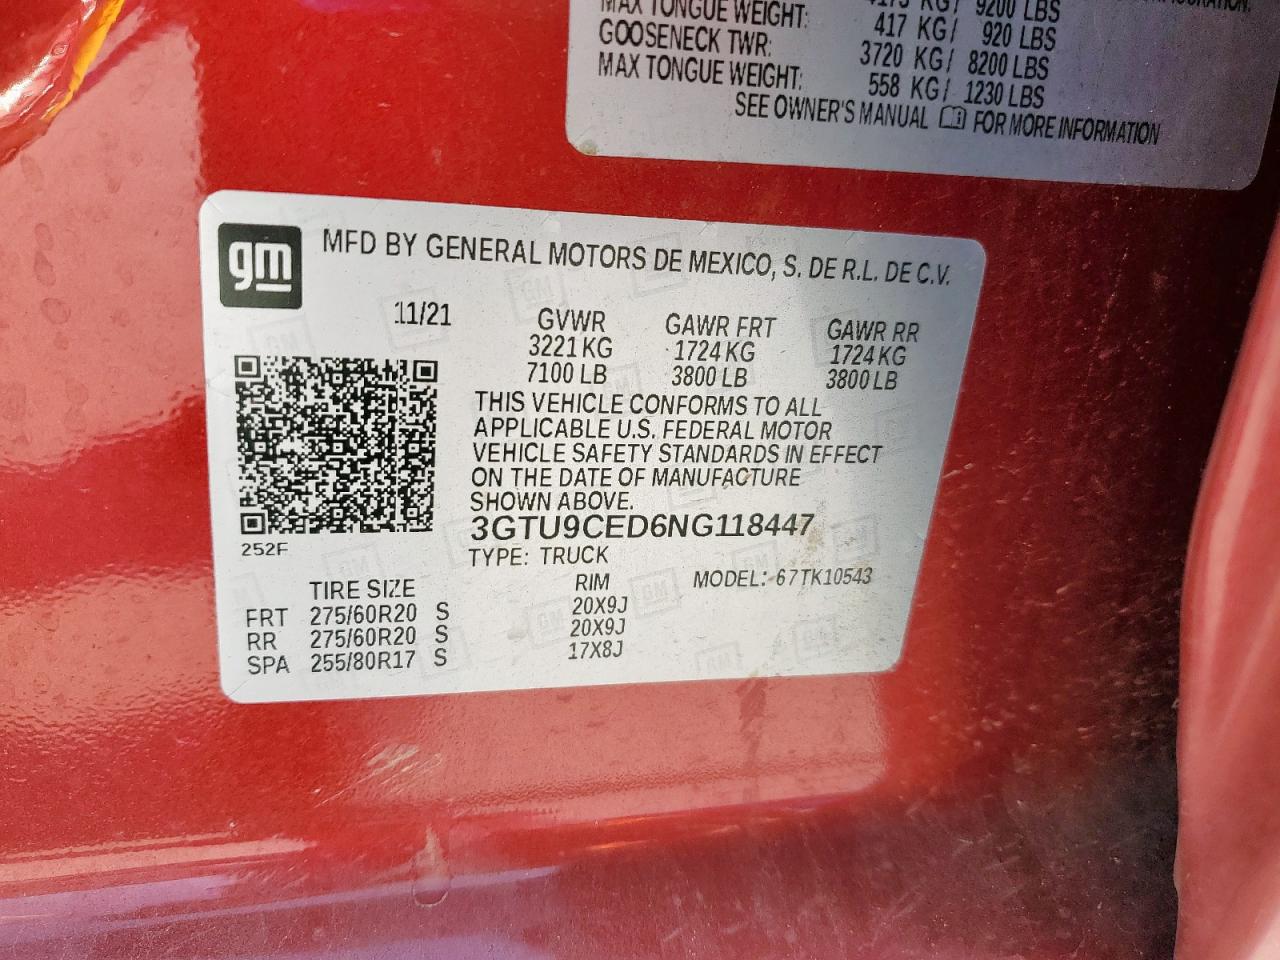 MAX TONGUE WEIGHT: 417 KG/ 920 LBS
GOOSENECK TWR: 3720 KG/ 8200 LBS
MAX TONGUE WEIGHT: 558 KG/ 1230 LBS
SEE OWNER'S MANUAL FOR MORE INFORMATION
gm
MFD BY GENERAL MOTORS DE MEXICO, S. DE R.L. DE C.V.
11/21
GVWR GAWR FRT GAWR RR
3221 KG 1724 KG 1724 KG
7100 LB 3800 LB 3800 LB
THIS VEHICLE CONFORMS TO ALL
APPLICABLE U.S. FEDERAL MOTOR
VEHICLE SAFETY STANDARDS IN EFFECT
ON THE DATE OF MANUFACTURE
SHOWN ABOVE.
3GTU9CED6NG118447
252F
TYPE: TRUCK
TIRE SIZE RIM MODEL: 67TK10543
FRT 275/60R20 S 20X9J
RR 275/60R20 S 20X9J
SPA 255/80R17 S 17X8J